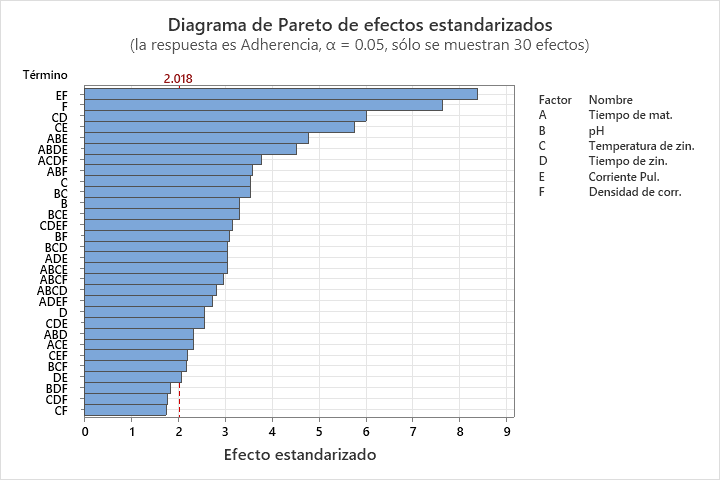 Diagrama de Pareto de efectos estandarizados
(la respuesta es Adherencia, α = 0.05, sólo se muestran 30 efectos)
Término
2.018
EF
F
CD
CE
ABE
ABDE
ACDF
ABF
C
BC
B
BCE
CDEF
BF
BCD
ADE
ABCE
ABCF
ABCD
ADEF
D
CDE
ABD
ACE
CEF
BCF
DE
BDF
CDF
CF
0 1 2 3 4 5 6 7 8 9
Efecto estandarizado
Factor Nombre
A Tiempo de mat.
B pH
C Temperatura de zin.
D Tiempo de zin.
E Corriente Pul.
F Densidad de corr.